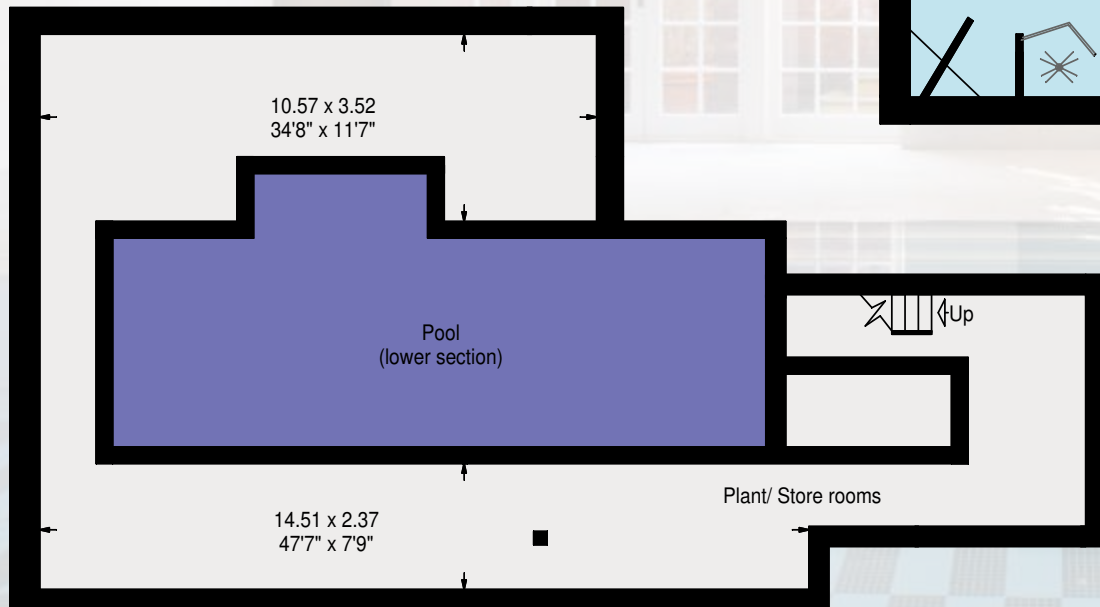 10.57 x 3.52
34'8" x 11'7"
Up
Pool
(lower section)
Plant/ Store rooms
14.51 x 2.37
47'7" x 7'9"